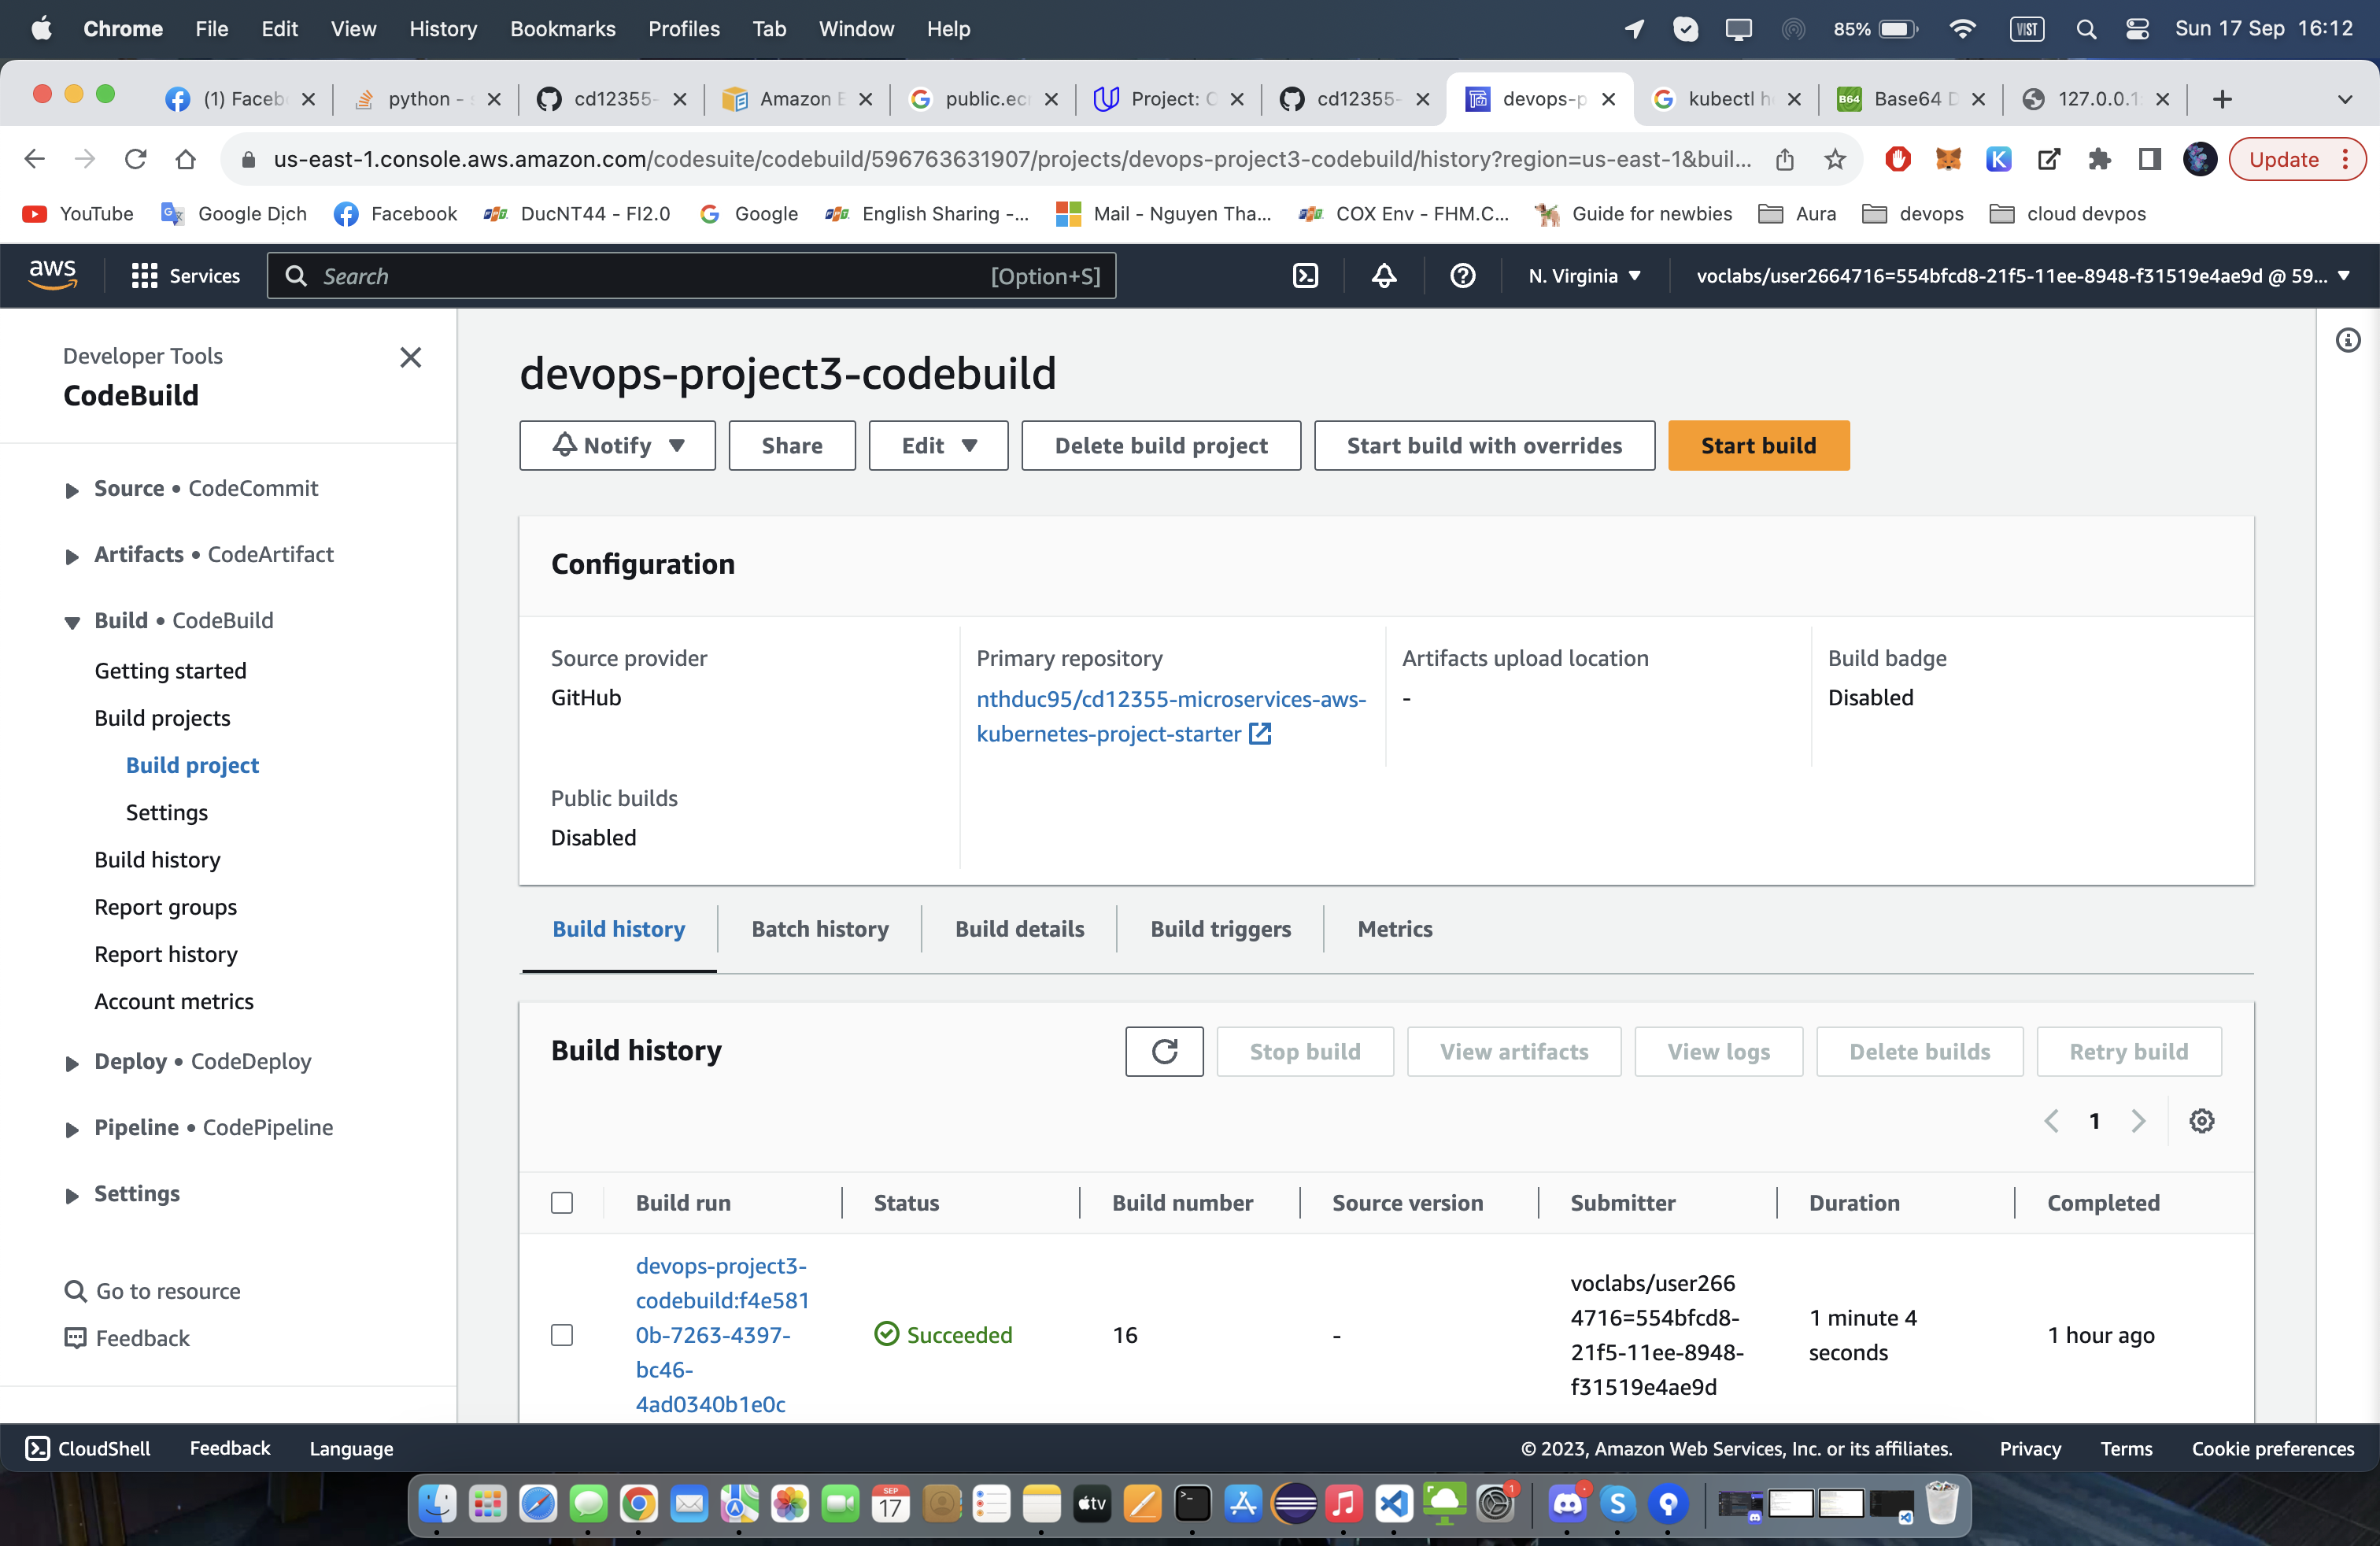 Chrome File Edit View History Bookmarks Profiles Tab Window Help 85% VIST Sun 17 Sep 16:12
(1) Faceb python - cd12355- Amazon E public.ecr Project: C cd12355- devops-p kubectl h Base64 D 127.0.0.1:
us-east-1.console.aws.amazon.com/codesuite/codebuild/596763631907/projects/devops-project3-codebuild/history?region=us-east-1&buil... Update
YouTube Google Dịch Facebook DucNT44 - FI2.0 Google English Sharing -... Mail - Nguyen Tha... COX Env - FHM.C... Guide for newbies Aura devops cloud devpos
aws Services Search [Option+S] N. Virginia voclabs/user2664716=554bfcd8-21f5-11ee-8948-f31519e4ae9d @ 59...
Developer Tools
CodeBuild
Source • CodeCommit
Artifacts • CodeArtifact
Build • CodeBuild
Getting started
Build projects
Build project
Settings
Build history
Report groups
Report history
Account metrics
Deploy • CodeDeploy
Pipeline • CodePipeline
Settings
Go to resource
Feedback
devops-project3-codebuild
Notify Share Edit Delete build project Start build with overrides Start build
Configuration
Source provider
GitHub
Primary repository
nthduc95/cd12355-microservices-aws-
kubernetes-project-starter
Artifacts upload location
-
Build badge
Disabled
Public builds
Disabled
Build history Batch history Build details Build triggers Metrics
Build history Stop build View artifacts View logs Delete builds Retry build
1
Build run Status Build number Source version Submitter Duration Completed
devops-project3-
codebuild:f4e581
0b-7263-4397-
bc46-
4ad0340b1e0c
Succeeded
16
-
voclabs/user266
4716=554bfcd8-
21f5-11ee-8948-
f31519e4ae9d
1 minute 4
seconds
1 hour ago
CloudShell Feedback Language © 2023, Amazon Web Services, Inc. or its affiliates. Privacy Terms Cookie preferences
SEP
17
tv
1